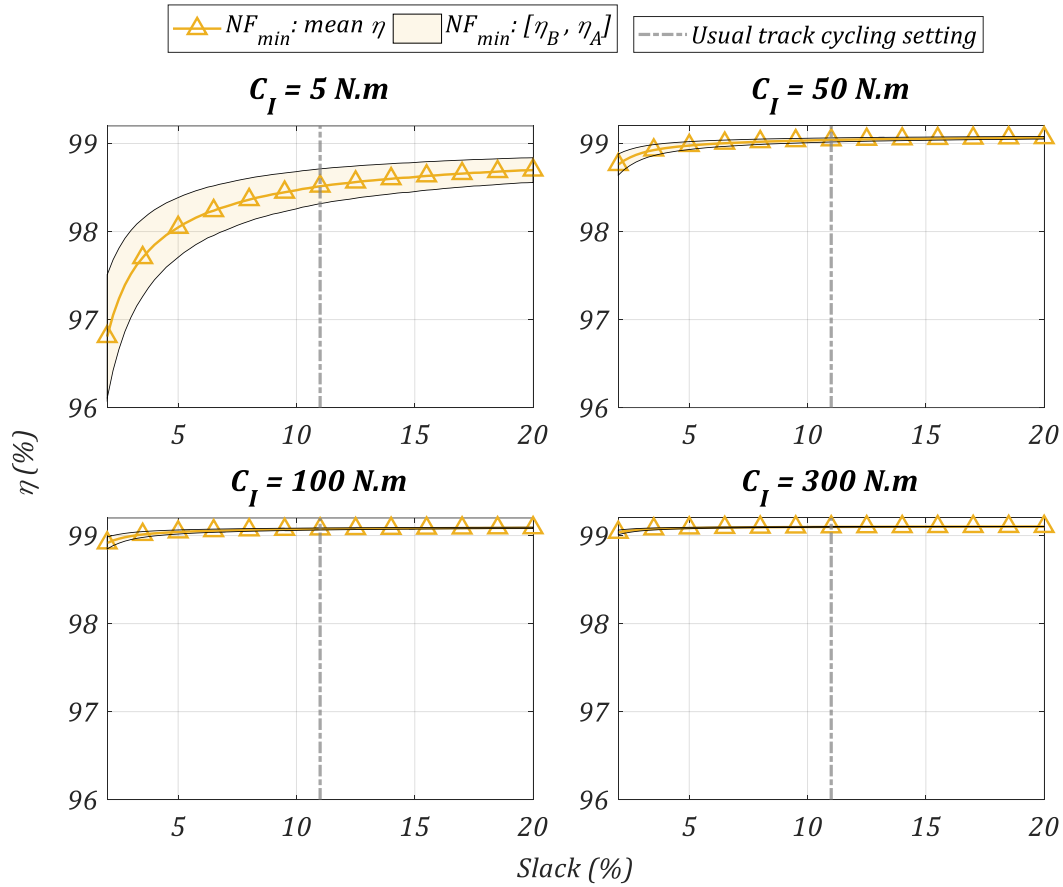 NF_min: mean η NF_min: [η_B , η_A] Usual track cycling setting
C_I = 5 N.m
C_I = 50 N.m
99
98
97
96
5 10 15 20
99
98
97
96
5 10 15 20
η (%)
C_I = 100 N.m
C_I = 300 N.m
99
98
97
96
5 10 15 20
99
98
97
96
5 10 15 20
Slack (%)